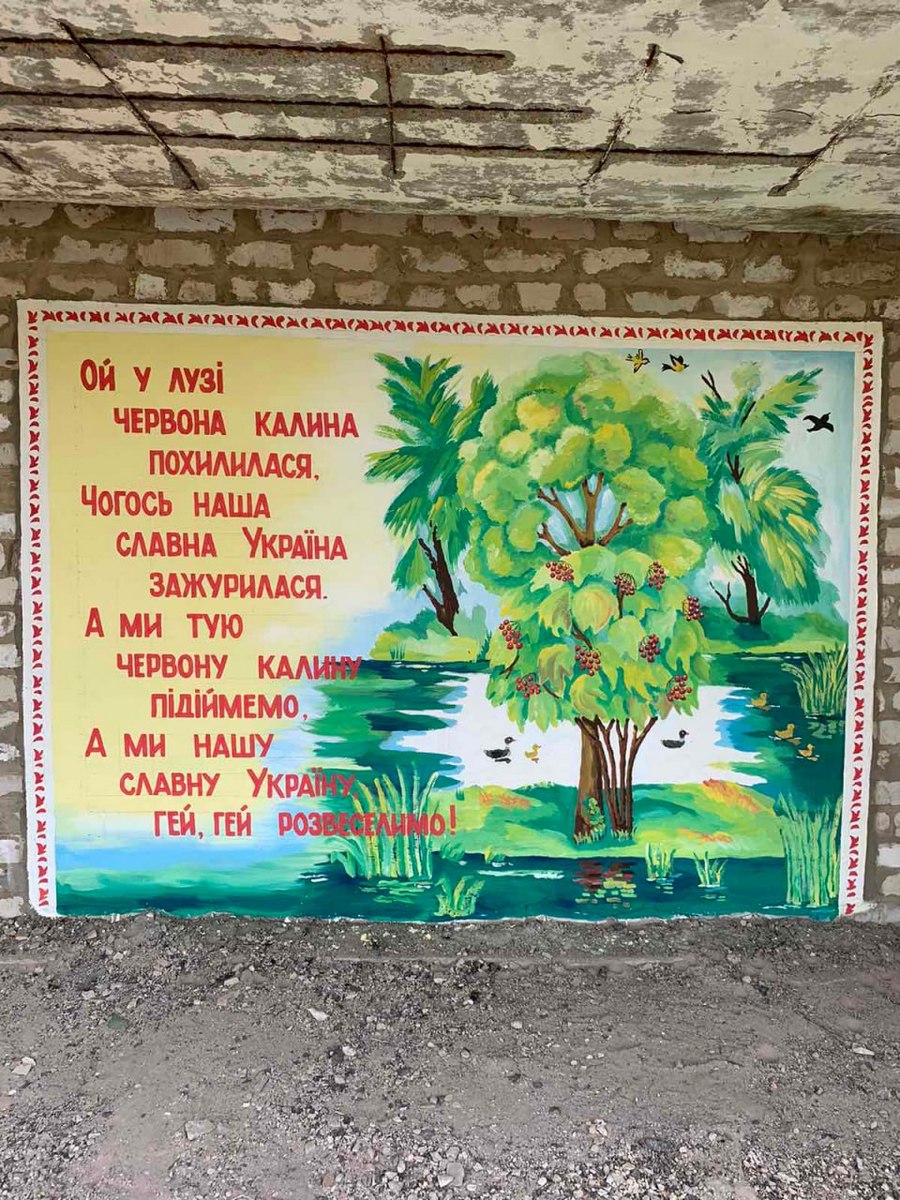 Ой у лузі
червона калина
похилилася,
Чогось наша
славна Україна
зажурилася.
А ми тую
червону калину
підіймемо,
А ми нашу
славну Україну,
гей, гей розвеселимо!